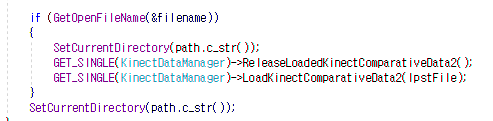 if (GetOpenFileName(&filename))
{
SetCurrentDirectory(path.c_str());
GET_SINGLE(KinectDataManager)->ReleaseLoadedKinectComparativeData2();
GET_SINGLE(KinectDataManager)->LoadKinectComparativeData2(lpstFile);
}
SetCurrentDirectory(path.c_str());